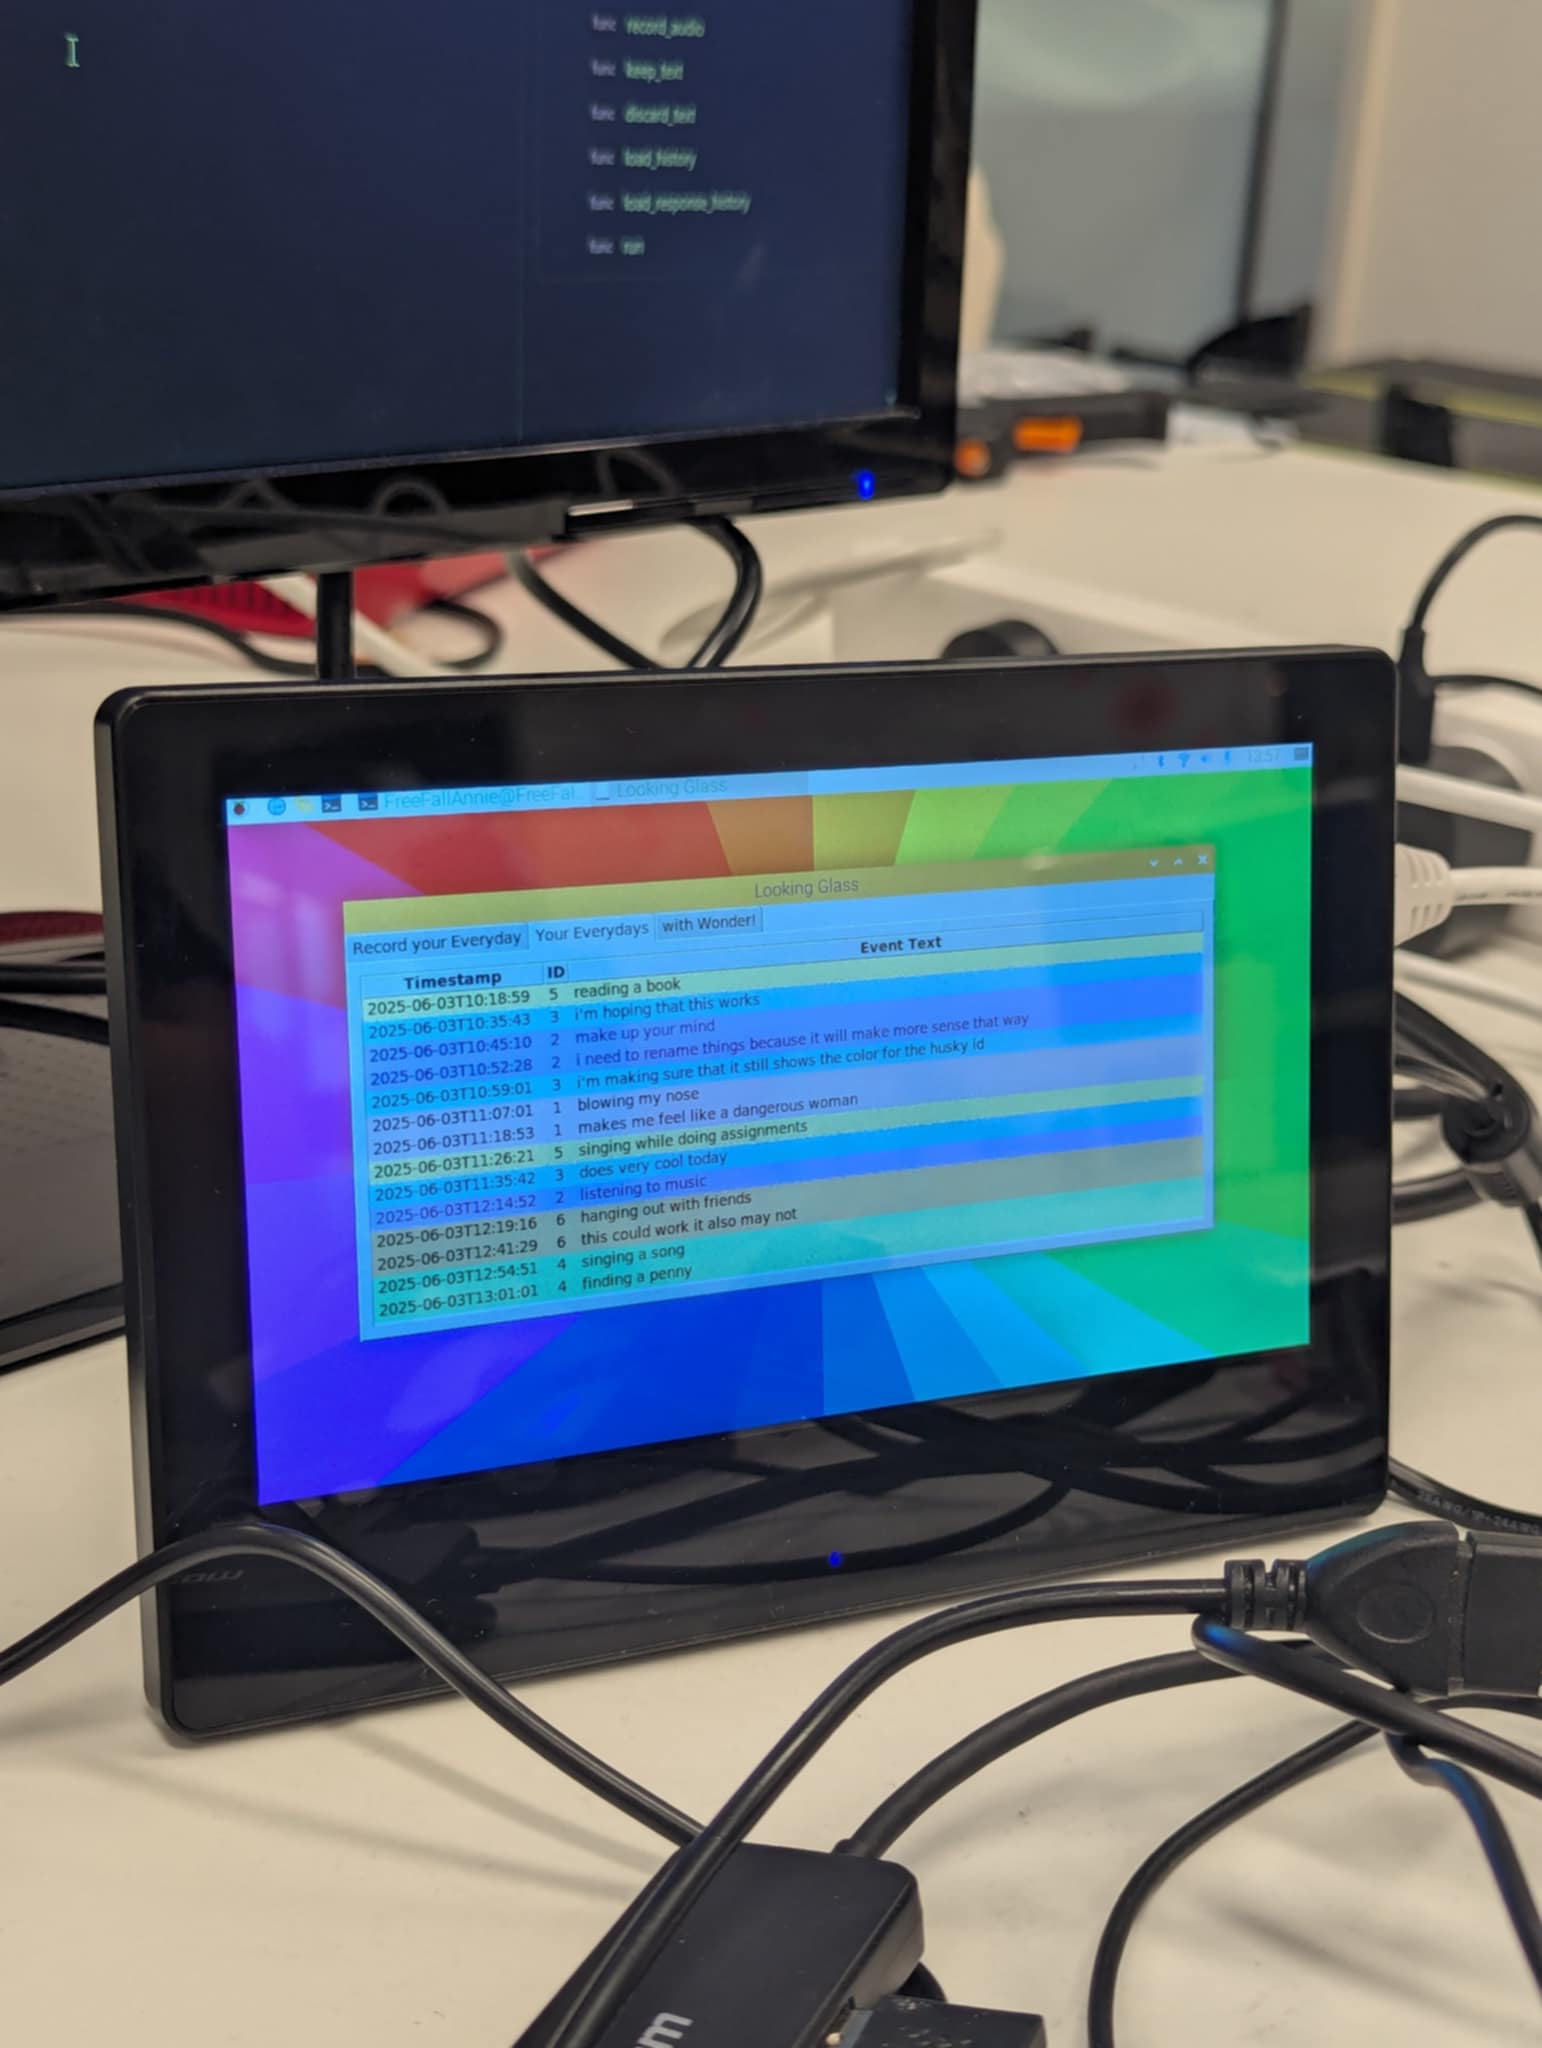 func record_audio
func keep_text
func discard_text
func load_history
func load_response_history
func run
FreeFallAnnie@FreeFal... Looking Glass 13:57
Looking Glass
Record your Everyday Your Everydays with Wonder!
Timestamp ID Event Text
2025-06-03T10:18:59 5 reading a book
2025-06-03T10:35:43 3 i'm hoping that this works
2025-06-03T10:45:10 2 make up your mind
2025-06-03T10:52:28 2 i need to rename things because it will make more sense that way
2025-06-03T10:59:01 3 i'm making sure that it still shows the color for the husky id
2025-06-03T11:07:01 1 blowing my nose
2025-06-03T11:18:53 1 makes me feel like a dangerous woman
2025-06-03T11:26:21 5 singing while doing assignments
2025-06-03T11:35:42 3 does very cool today
2025-06-03T12:14:52 2 listening to music
2025-06-03T12:19:16 6 hanging out with friends
2025-06-03T12:41:29 6 this could work it also may not
2025-06-03T12:54:51 4 singing a song
2025-06-03T13:01:01 4 finding a penny